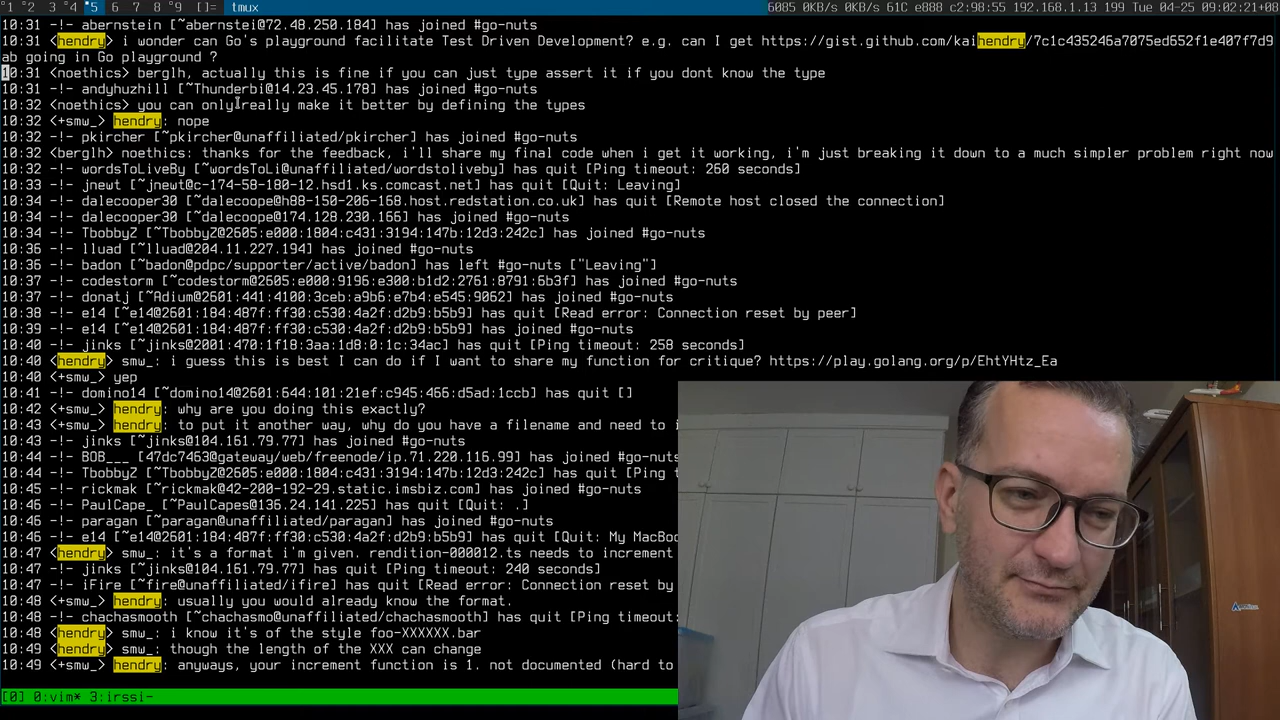 °1 °2 °3 °4 °5 6 7 8 °9 []= tmux 6085 0KB/s 0KB/s 61C e888 c2:98:55 192.168.1.13 199 Tue 04-25 09:02:21+08
10:31 -!- abernstein [~abernstei@72.48.250.184] has joined #go-nuts
10:31 <hendry> i wonder can Go's playground facilitate Test Driven Development? e.g. can I get https://gist.github.com/kaihendry/7c1c435246a7075ed652f1e407f7d9
ab going in Go playground ?
10:31 <noethics> berglh, actually this is fine if you can just type assert it if you dont know the type
10:31 -!- andyhuzhill [~Thunderbi@14.23.45.178] has joined #go-nuts
10:32 <noethics> you can only really make it better by defining the types
10:32 <+smw_> hendry: nope
10:32 -!- pkircher [~pkircher@unaffiliated/pkircher] has joined #go-nuts
10:32 <berglh> noethics: thanks for the feedback, i'll share my final code when i get it working, i'm just breaking it down to a much simpler problem right now
10:32 -!- wordsToLiveBy [~wordsToLi@unaffiliated/wordstoliveby] has quit [Ping timeout: 260 seconds]
10:33 -!- jnewt [~jnewt@c-174-58-180-12.hsd1.ks.comcast.net] has quit [Quit: Leaving]
10:34 -!- dalecooper30 [~dalecoope@h88-150-206-168.host.redstation.co.uk] has quit [Remote host closed the connection]
10:34 -!- dalecooper30 [~dalecoope@174.128.230.166] has joined #go-nuts
10:34 -!- TbobbyZ [~TbobbyZ@2605:e000:1804:c431:3194:147b:12d3:242c] has joined #go-nuts
10:36 -!- lluad [~lluad@204.11.227.194] has joined #go-nuts
10:36 -!- badon [~badon@pdpc/supporter/active/badon] has left #go-nuts ["Leaving"]
10:37 -!- codestorm [~codestorm@2605:e000:9196:e300:b1d2:2761:8791:6b3f] has joined #go-nuts
10:37 -!- donatj [~Adium@2601:441:4100:3ceb:a9b6:e7b4:e545:9062] has joined #go-nuts
10:38 -!- e14 [~e14@2601:184:487f:ff30:c530:4a2f:d2b9:b5b9] has quit [Read error: Connection reset by peer]
10:39 -!- e14 [~e14@2601:184:487f:ff30:c530:4a2f:d2b9:b5b9] has joined #go-nuts
10:40 -!- jinks [~jinks@2001:470:1f18:3aa:1d8:0:1c:34ac] has quit [Ping timeout: 258 seconds]
10:40 <hendry> smw_: i guess this is best I can do if I want to share my function for critique? https://play.golang.org/p/EhtYHtz_Ea
10:40 <+smw_> yep
10:41 -!- domino14 [~domino14@2601:644:101:21ef:c945:466:d5ad:1ccb] has quit []
10:42 <+smw_> hendry: why are you doing this exactly?
10:43 <+smw_> hendry: to put it another way, why do you have a filename and need to i
10:43 -!- jinks [~jinks@104.161.79.77] has joined #go-nuts
10:44 -!- BOB___ [47dc7463@gateway/web/freenode/ip.71.220.116.99] has joined
10:44 -!- TbobbyZ [~TbobbyZ@2605:e000:1804:c431:3194:147b:12d3:242c] has quit [Ping t
10:45 -!- rickmak [~rickmak@42-200-192-29.static.imsbiz.com] has joined #go-nuts
10:46 -!- PaulCape_ [~PaulCapes@136.24.141.225] has quit [Quit: .]
10:46 -!- paragan [~paragan@unaffiliated/paragan] has joined #go-nuts
10:46 -!- e14 [~e14@2601:184:487f:ff30:c530:4a2f:d2b9:b5b9] has quit [Quit: My MacBo
10:47 <hendry> smw_: it's a format i'm given. rendition-000012.ts needs to increment
10:47 -!- jinks [~jinks@104.161.79.77] has quit [Ping timeout: 240 seconds]
10:47 -!- iFire [~fire@unaffiliated/ifire] has quit [Read error: Connection reset by
10:48 <+smw_> hendry: usually you would already know the format.
10:48 -!- chachasmooth [~chachasmo@unaffiliated/chachasmooth] has quit [Ping timeout:
10:48 <hendry> smw_: i know it's of the style foo-XXXXXX.bar
10:48 <hendry> smw_: though the length of the XXX can change
10:49 <+smw_> hendry: anyways, your increment function is 1. not documented (hard to
[0] 0:vim* 3:irssi-